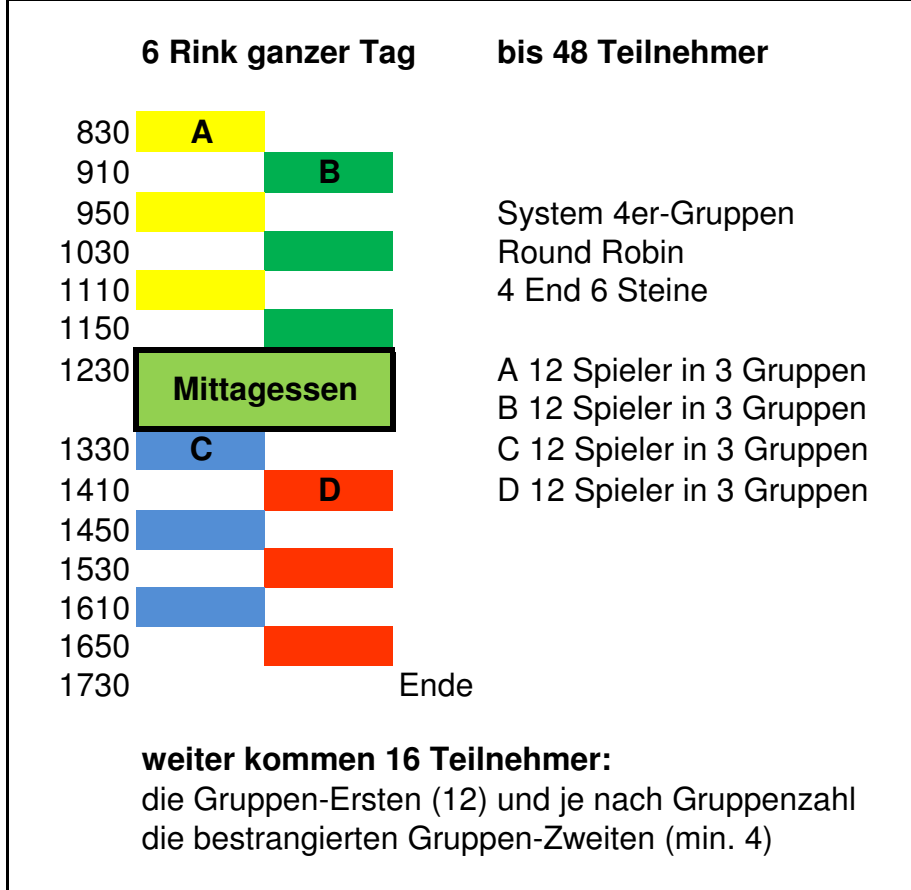 6 Rink ganzer Tag bis 48 Teilnehmer
830 A
910 B
950 System 4er-Gruppen
1030 Round Robin
1110 4 End 6 Steine
1150
1230 Mittagessen A 12 Spieler in 3 Gruppen
B 12 Spieler in 3 Gruppen
1330 C C 12 Spieler in 3 Gruppen
1410 D D 12 Spieler in 3 Gruppen
1450
1530
1610
1650
1730 Ende
weiter kommen 16 Teilnehmer:
die Gruppen-Ersten (12) und je nach Gruppenzahl
die bestrangierten Gruppen-Zweiten (min. 4)